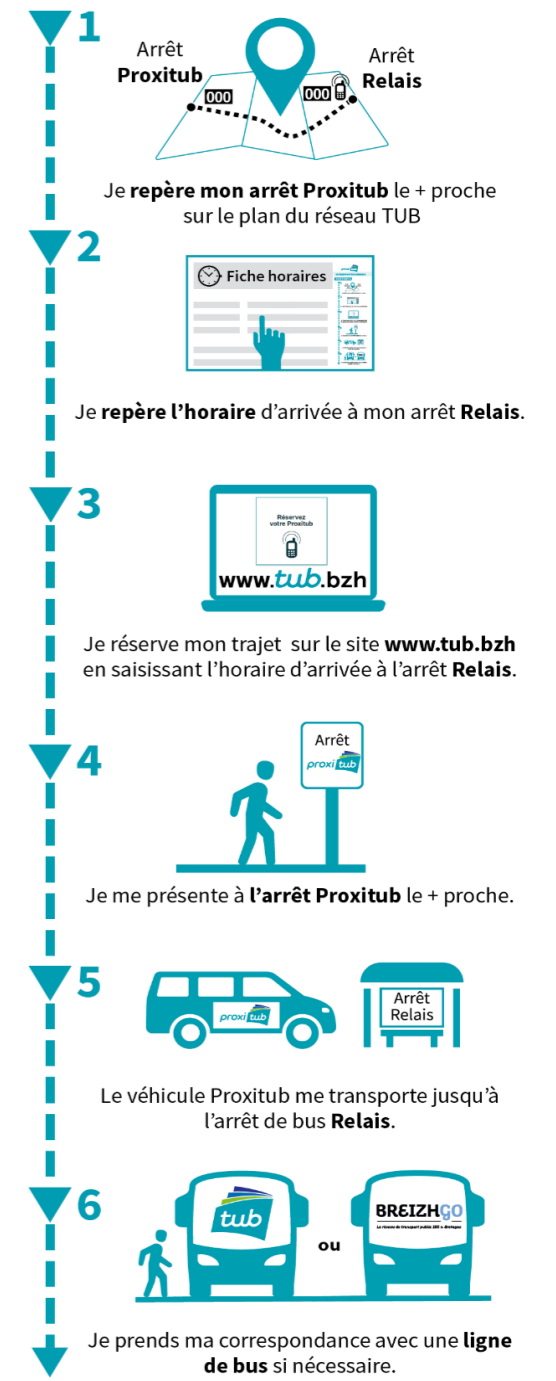 1
Arrêt
Proxitub
Arrêt
Relais
000
000
Je repère mon arrêt Proxitub le + proche
sur le plan du réseau TUB
2
Fiche horaires
Je repère l’horaire d’arrivée à mon arrêt Relais.
3
Réservez
votre Proxitub
www.tub.bzh
Je réserve mon trajet sur le site www.tub.bzh
en saisissant l’horaire d’arrivée à l’arrêt Relais.
4
Arrêt
proxi tub
Je me présente à l’arrêt Proxitub le + proche.
5
proxi tub
Arrêt
Relais
Le véhicule Proxitub me transporte jusqu’à
l’arrêt de bus Relais.
6
tub
ou
BREIZHGO
Je prends ma correspondance avec une ligne
de bus si nécessaire.